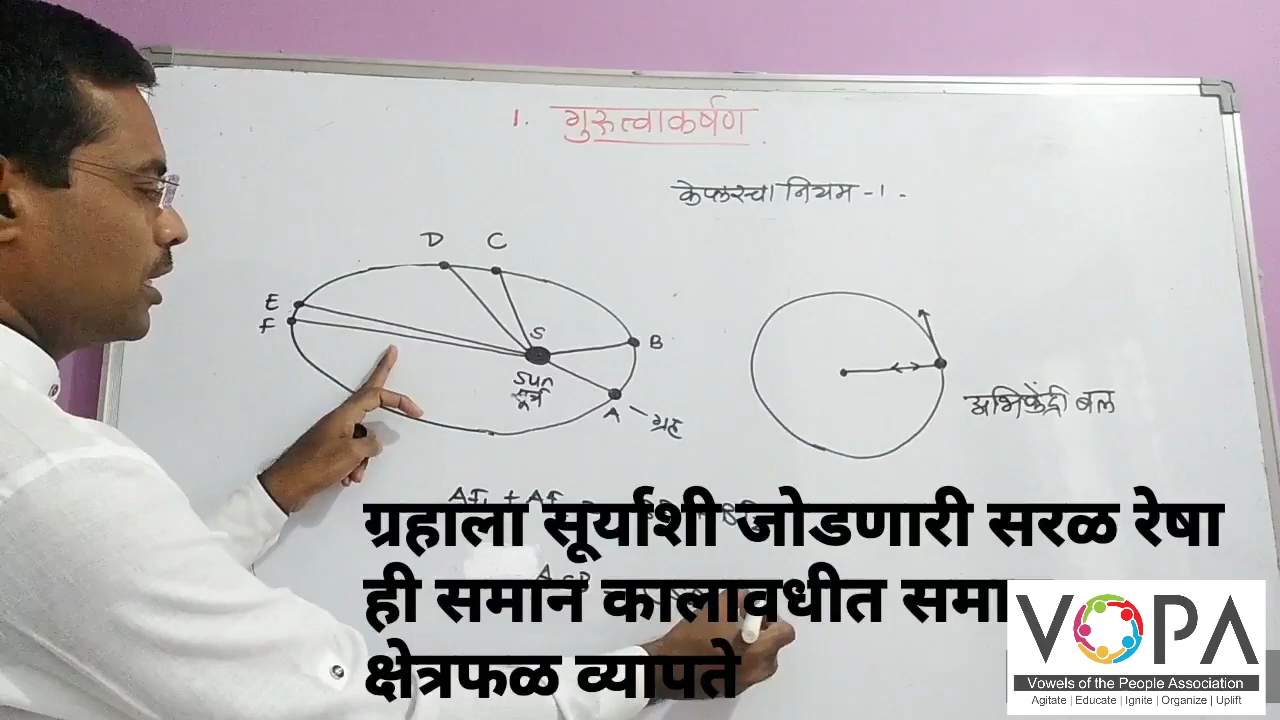 1. गुरुत्वाकर्षण
केप्लरचा नियम -1.
D C
E
F
S
B
Sun
सूर्य
A - ग्रह
अभिकेंद्री बल
ग्रहाला सूर्याशी जोडणारी सरळ रेषा
ही समान कालावधीत समा
क्षेत्रफळ व्यापते
VOPA
Vowels of the People Association
Agitate | Educate | Ignite | Organize | Uplift